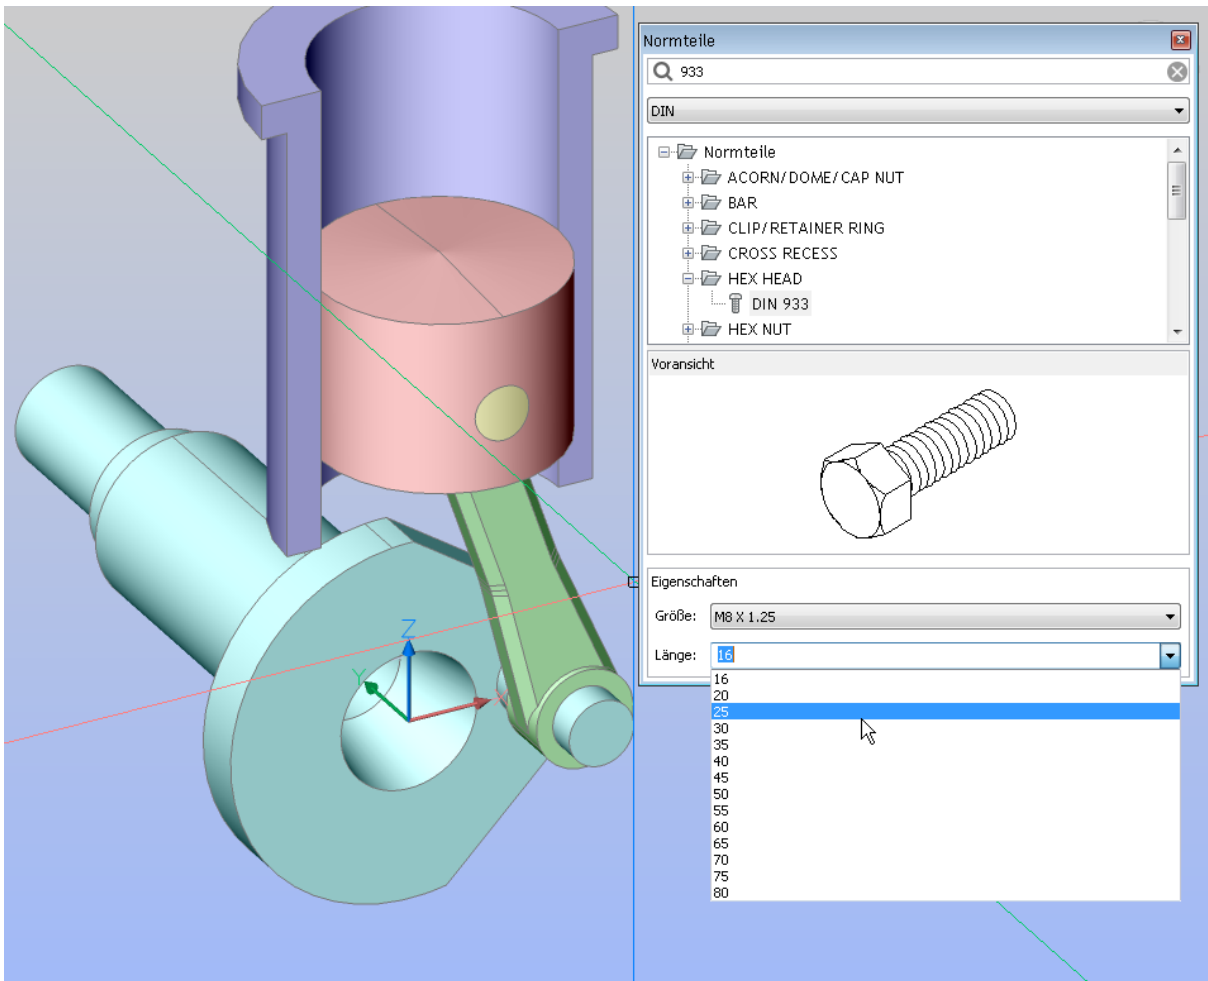 Normteile
933
DIN
Normteile
ACORN/DOME/CAP NUT
BAR
CLIP/RETAINER RING
CROSS RECESS
HEX HEAD
DIN 933
HEX NUT
Voransicht
Eigenschaften
Größe: M8 X 1.25
Länge: 16
16
20
25
30
35
40
45
50
55
60
65
70
75
80
Z
Y
X